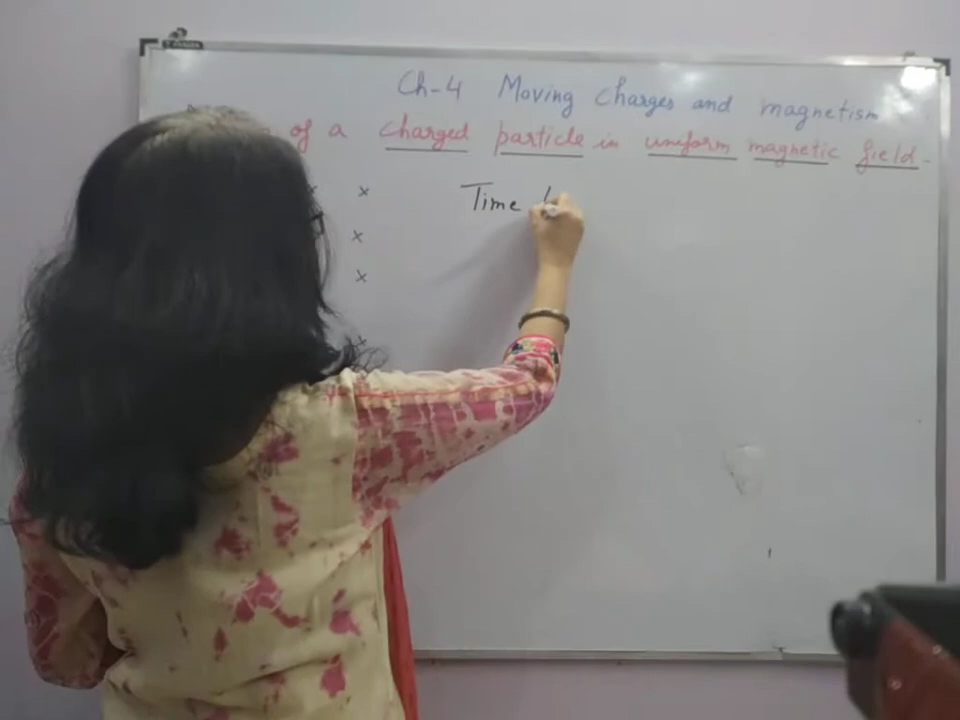 Ch-4 Moving Charges and magnetism
of a charged particle in uniform magnetic field -
x
x
x
Time